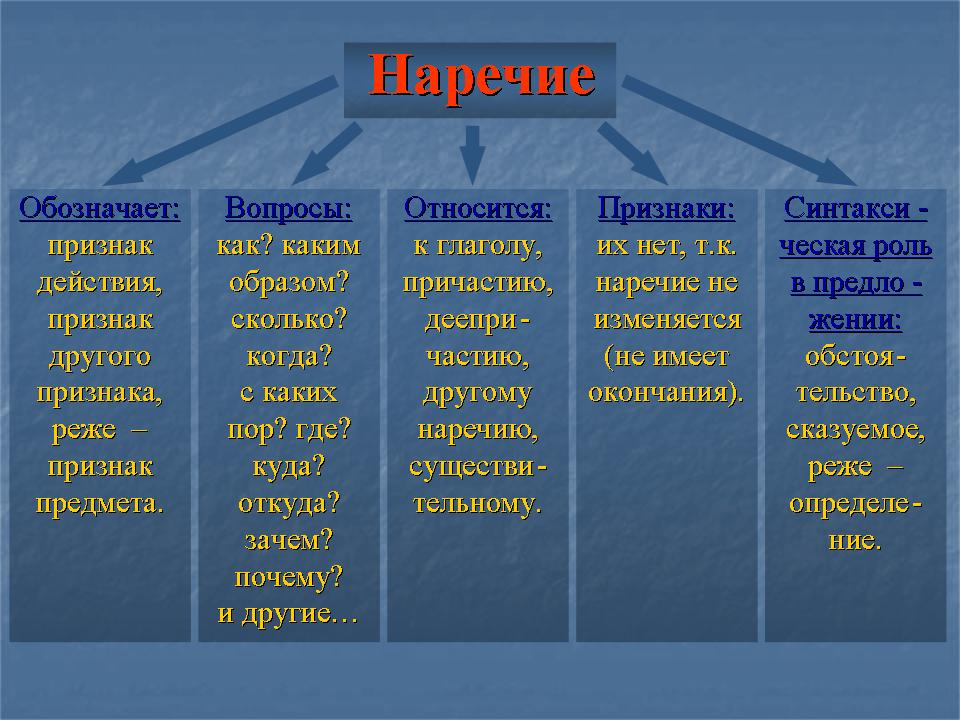 Наречие
Обозначает:
признак
действия,
признак
другого
признака,
реже –
признак
предмета.
Вопросы:
как? каким
образом?
сколько?
когда?
с каких
пор? где?
куда?
откуда?
зачем?
почему?
и другие…
Относится:
к глаголу,
причастию,
деепри-
частию,
другому
наречию,
существи-
тельному.
Признаки:
их нет, т.к.
наречие не
изменяется
(не имеет
окончания).
Синтакси -
ческая роль
в предло -
жении:
обстоя-
тельство,
сказуемое,
реже –
определе-
ние.